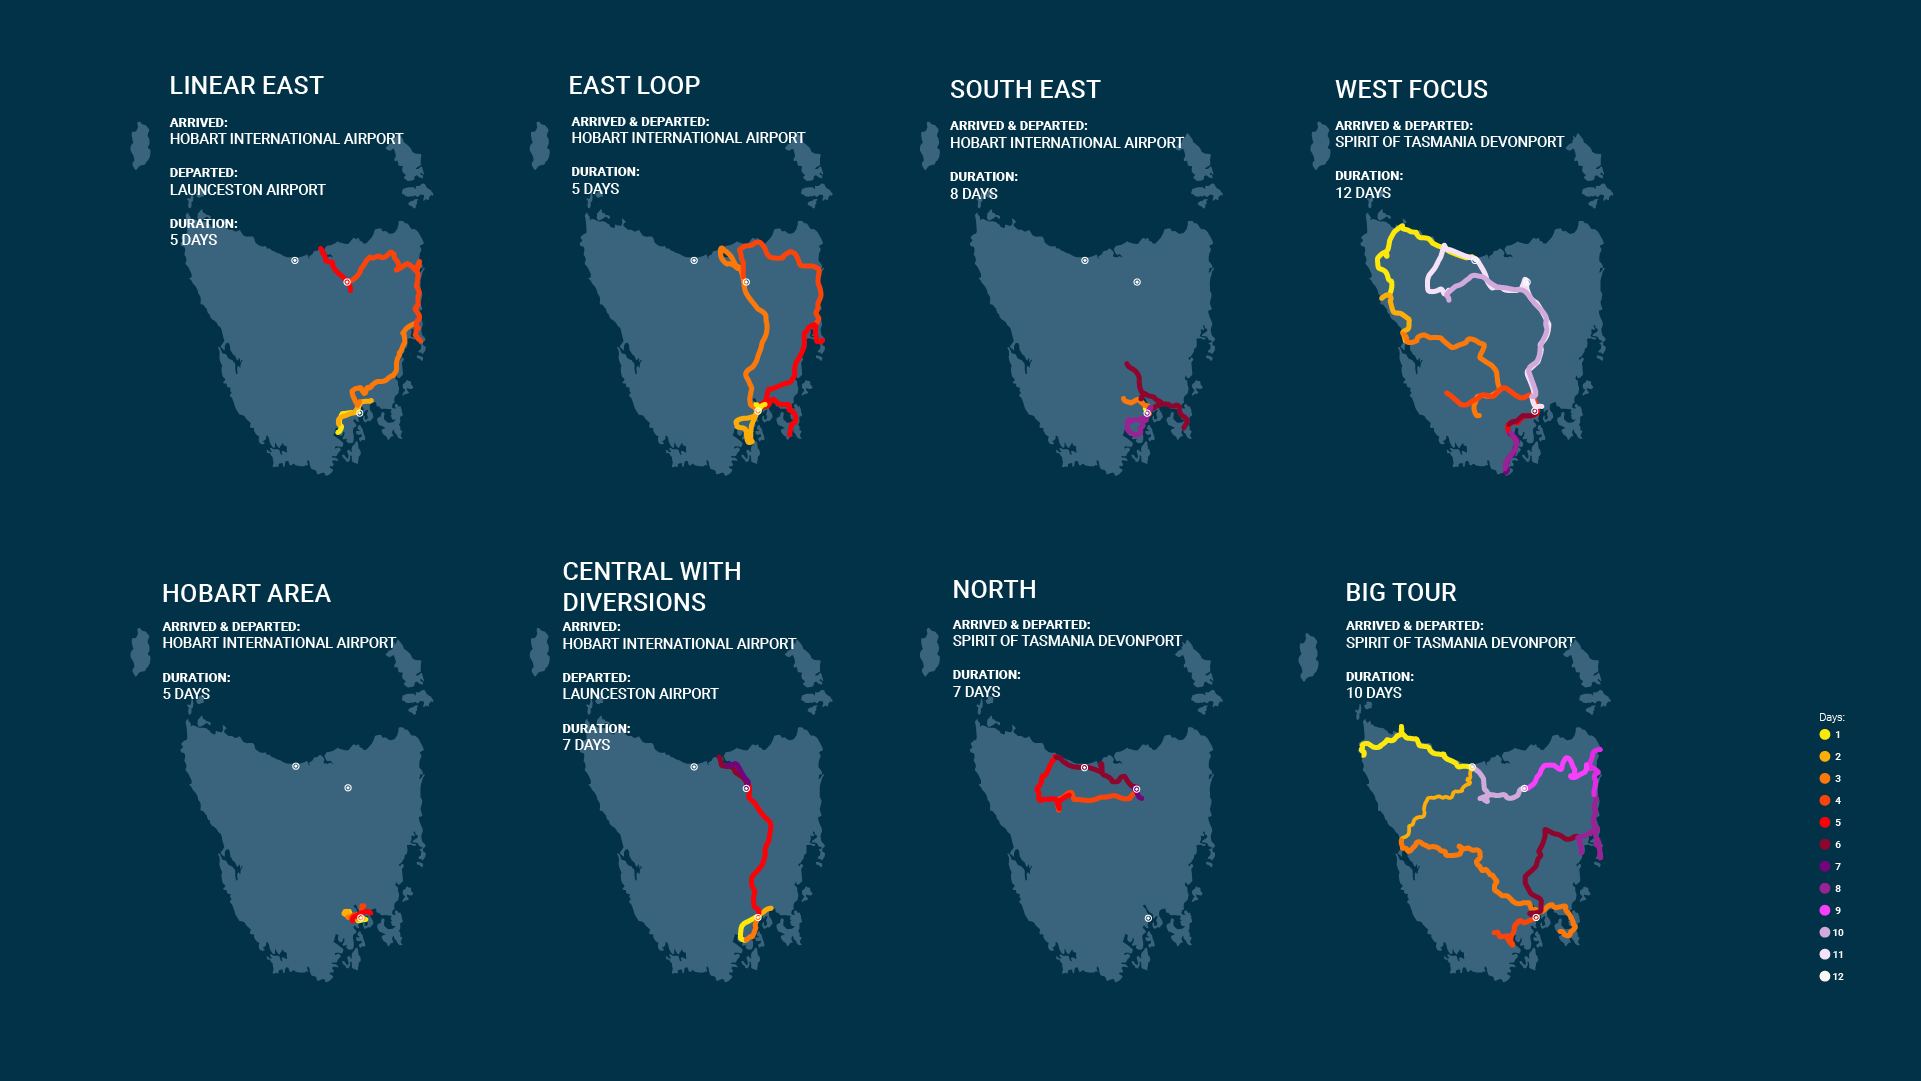 LINEAR EAST
ARRIVED:
HOBART INTERNATIONAL AIRPORT
DEPARTED:
LAUNCESTON AIRPORT
DURATION:
5 DAYS
EAST LOOP
ARRIVED & DEPARTED:
HOBART INTERNATIONAL AIRPORT
DURATION:
5 DAYS
SOUTH EAST
ARRIVED & DEPARTED:
HOBART INTERNATIONAL AIRPORT
DURATION:
8 DAYS
WEST FOCUS
ARRIVED & DEPARTED:
SPIRIT OF TASMANIA DEVONPORT
DURATION:
12 DAYS
HOBART AREA
ARRIVED & DEPARTED:
HOBART INTERNATIONAL AIRPORT
DURATION:
5 DAYS
CENTRAL WITH
DIVERSIONS
ARRIVED:
HOBART INTERNATIONAL AIRPORT
DEPARTED:
LAUNCESTON AIRPORT
DURATION:
7 DAYS
NORTH
ARRIVED & DEPARTED:
SPIRIT OF TASMANIA DEVONPORT
DURATION:
7 DAYS
BIG TOUR
ARRIVED & DEPARTED:
SPIRIT OF TASMANIA DEVONPORT
DURATION:
10 DAYS
Days:
1
2
3
4
5
6
7
8
9
10
11
12